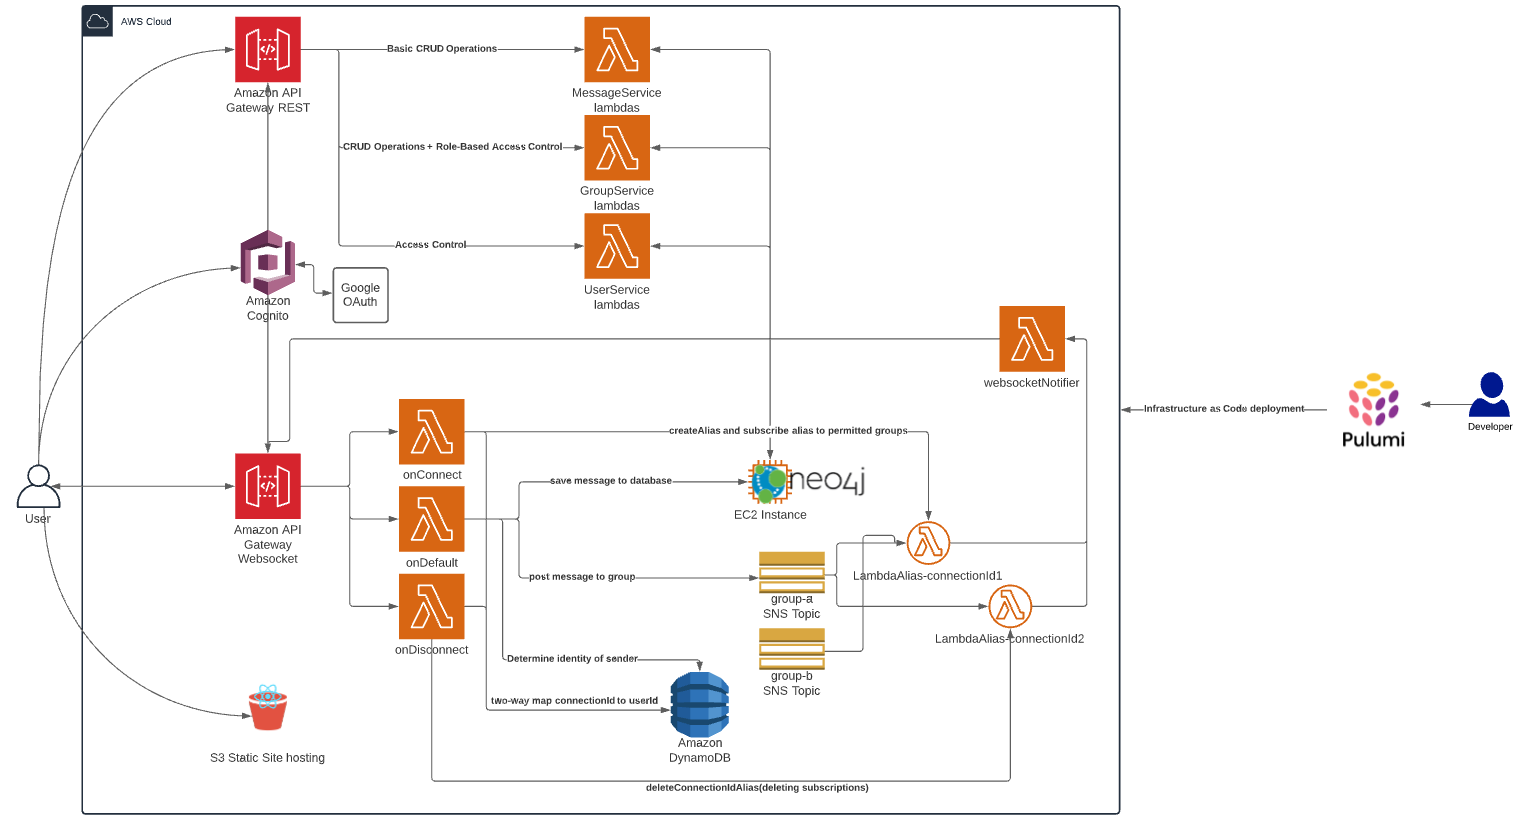 AWS Cloud
Amazon API
Gateway REST
Basic CRUD Operations
MessageService
lambdas
CRUD Operations + Role-Based Access Control
GroupService
lambdas
Access Control
UserService
lambdas
Amazon
Cognito
Google
OAuth
websocketNotifier
Infrastructure as Code deployment
Pulumi
Developer
User
Amazon API
Gateway
Websocket
onConnect
createAlias and subscribe alias to permitted groups
save message to database
neo4j
EC2 Instance
onDefault
post message to group
group-a
SNS Topic
LambdaAlias-connectionId1
LambdaAlias-connectionId2
onDisconnect
Determine identity of sender
group-b
SNS Topic
two-way map connectionId to userId
Amazon
DynamoDB
S3 Static Site hosting
deleteConnectionIdAlias(deleting subscriptions)